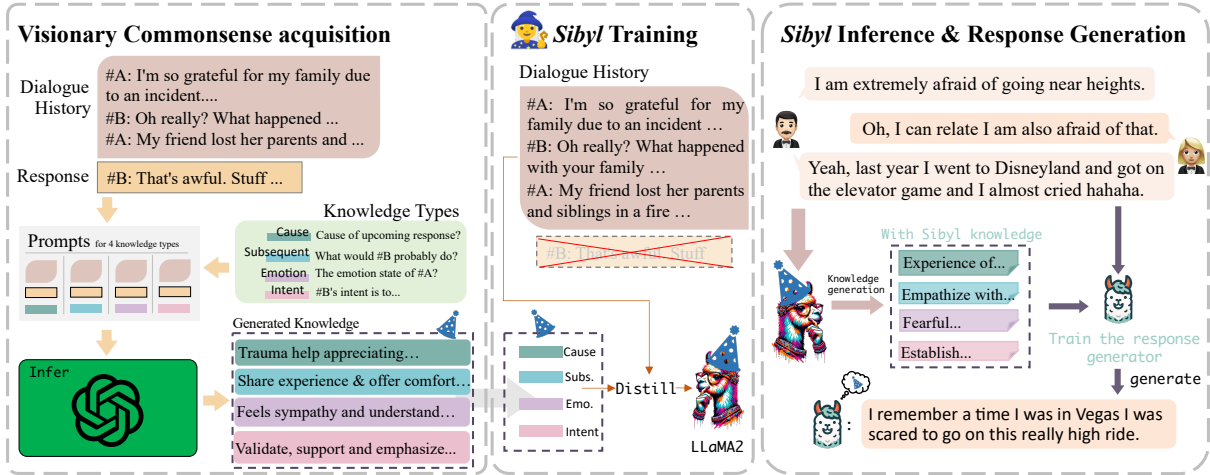 Visionary Commonsense acquisition
Dialogue
History
#A: I'm so grateful for my family due
to an incident....
#B: Oh really? What happened ...
#A: My friend lost her parents and ...
Response
#B: That's awful. Stuff ...
Knowledge Types
Cause
Cause of upcoming response?
Subsequent
What would #B probably do?
Emotion
The emotion state of #A?
Intent
#B's intent is to...
Prompts for 4 knowledge types
Infer
Generated Knowledge
Trauma help appreciating…
Share experience & offer comfort…
Feels sympathy and understand…
Validate, support and emphasize…
Sibyl Training
Dialogue History
#A: I'm so grateful for my
family due to an incident …
#B: Oh really? What happened
with your family …
#A: My friend lost her parents
and siblings in a fire …
#B: That's awful. Stuff
Cause
Subs.
Emo.
Intent
Distill
LLaMA2
Sibyl Inference & Response Generation
I am extremely afraid of going near heights.
Oh, I can relate I am also afraid of that.
Yeah, last year I went to Disneyland and got on
the elevator game and I almost cried hahaha.
With Sibyl knowledge
Knowledge
generation
Experience of...
Empathize with...
Fearful...
Establish...
Train the response
generator
generate
:
I remember a time I was in Vegas I was
scared to go on this really high ride.